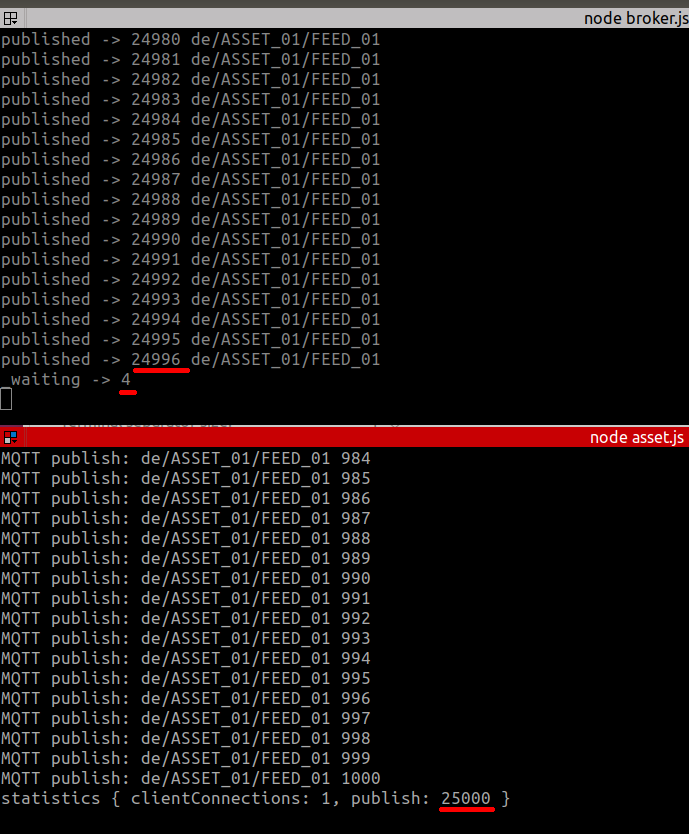 node broker.js
published -> 24980 de/ASSET_01/FEED_01
published -> 24981 de/ASSET_01/FEED_01
published -> 24982 de/ASSET_01/FEED_01
published -> 24983 de/ASSET_01/FEED_01
published -> 24984 de/ASSET_01/FEED_01
published -> 24985 de/ASSET_01/FEED_01
published -> 24986 de/ASSET_01/FEED_01
published -> 24987 de/ASSET_01/FEED_01
published -> 24988 de/ASSET_01/FEED_01
published -> 24989 de/ASSET_01/FEED_01
published -> 24990 de/ASSET_01/FEED_01
published -> 24991 de/ASSET_01/FEED_01
published -> 24992 de/ASSET_01/FEED_01
published -> 24993 de/ASSET_01/FEED_01
published -> 24994 de/ASSET_01/FEED_01
published -> 24995 de/ASSET_01/FEED_01
published -> 24996 de/ASSET_01/FEED_01
_waiting -> 4
node asset.js
MQTT publish: de/ASSET_01/FEED_01 984
MQTT publish: de/ASSET_01/FEED_01 985
MQTT publish: de/ASSET_01/FEED_01 986
MQTT publish: de/ASSET_01/FEED_01 987
MQTT publish: de/ASSET_01/FEED_01 988
MQTT publish: de/ASSET_01/FEED_01 989
MQTT publish: de/ASSET_01/FEED_01 990
MQTT publish: de/ASSET_01/FEED_01 991
MQTT publish: de/ASSET_01/FEED_01 992
MQTT publish: de/ASSET_01/FEED_01 993
MQTT publish: de/ASSET_01/FEED_01 994
MQTT publish: de/ASSET_01/FEED_01 995
MQTT publish: de/ASSET_01/FEED_01 996
MQTT publish: de/ASSET_01/FEED_01 997
MQTT publish: de/ASSET_01/FEED_01 998
MQTT publish: de/ASSET_01/FEED_01 999
MQTT publish: de/ASSET_01/FEED_01 1000
statistics { clientConnections: 1, publish: 25000 }